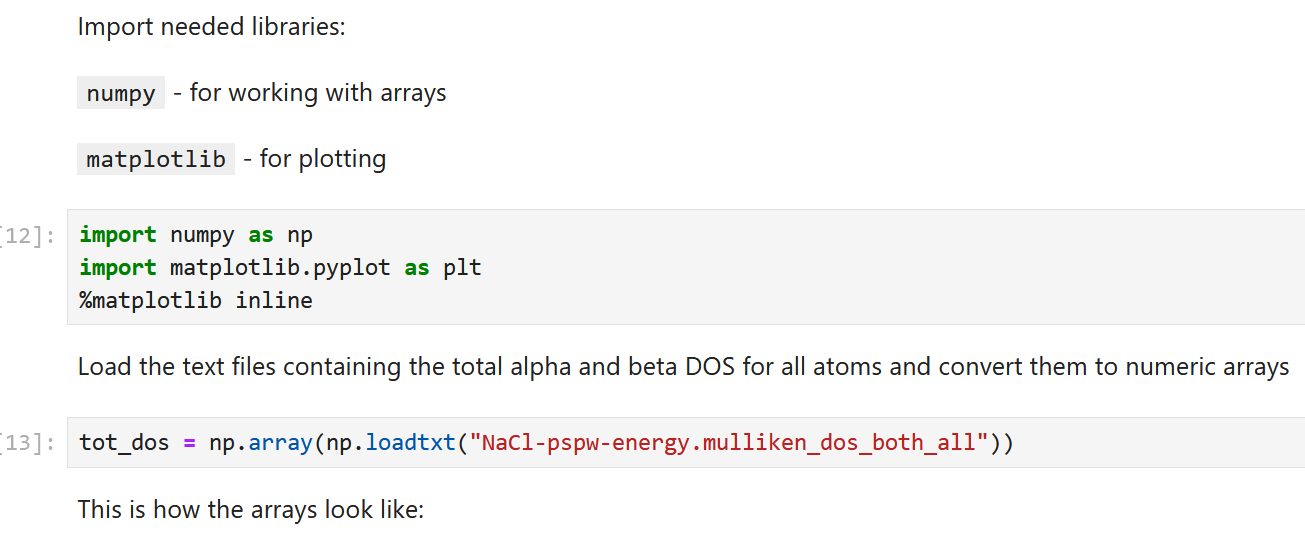 Import needed libraries:
numpy - for working with arrays
matplotlib - for plotting
[12]: import numpy as np
import matplotlib.pyplot as plt
%matplotlib inline
Load the text files containing the total alpha and beta DOS for all atoms and convert them to numeric arrays
[13]: tot_dos = np.array(np.loadtxt("NaCl-pspw-energy.mulliken_dos_both_all"))
This is how the arrays look like: